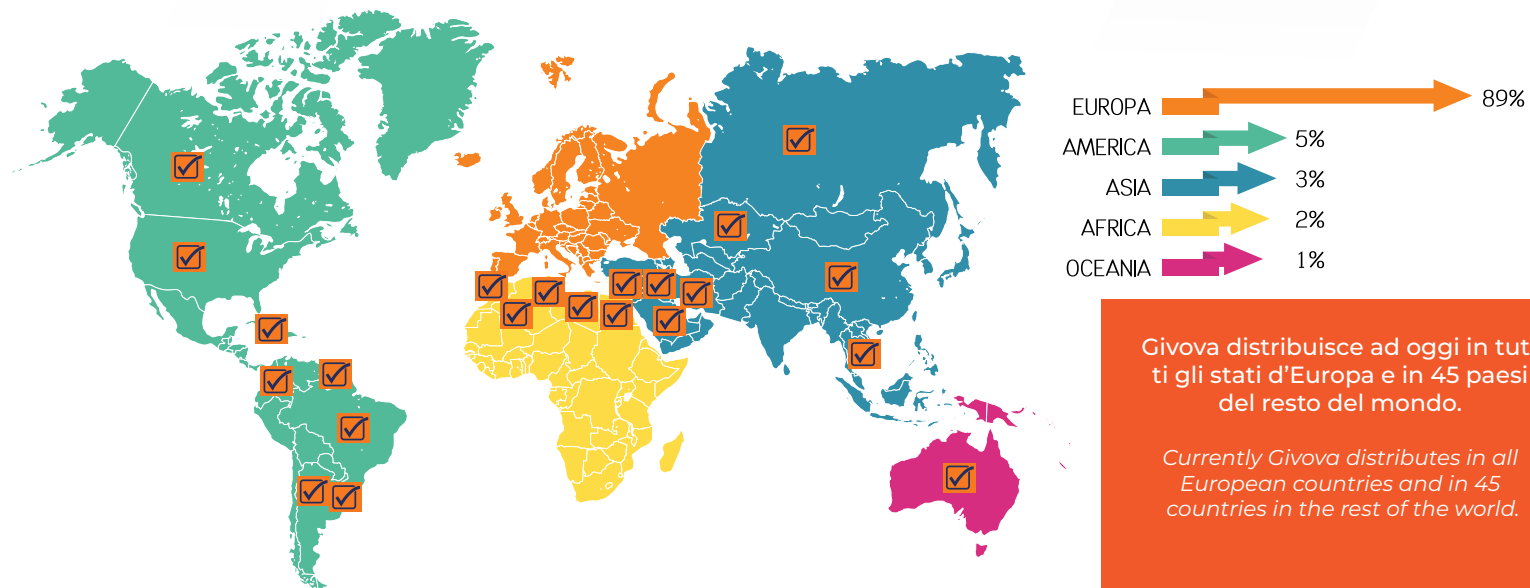 EUROPA 89%
AMERICA 5%
ASIA 3%
AFRICA 2%
OCEANIA 1%
Givova distribuisce ad oggi in tut
ti gli stati d’Europa e in 45 paesi
del resto del mondo.
Currently Givova distributes in all
European countries and in 45
countries in the rest of the world.